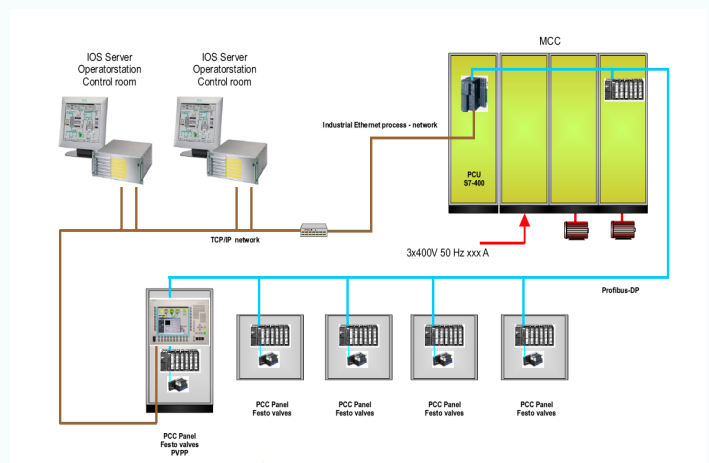 MCC
IOS Server
Operatorstation
Control room
IOS Server
Operatorstation
Control room
Industrial Ethernet process - network
PCU
S7-400
TCP/IP network
3x400V 50 Hz xxx A
Profibus-DP
PCC Panel
Festo valves
PCC Panel
Festo valves
PCC Panel
Festo valves
PCC Panel
Festo valves
PCC Panel
Festo valves
PVPP